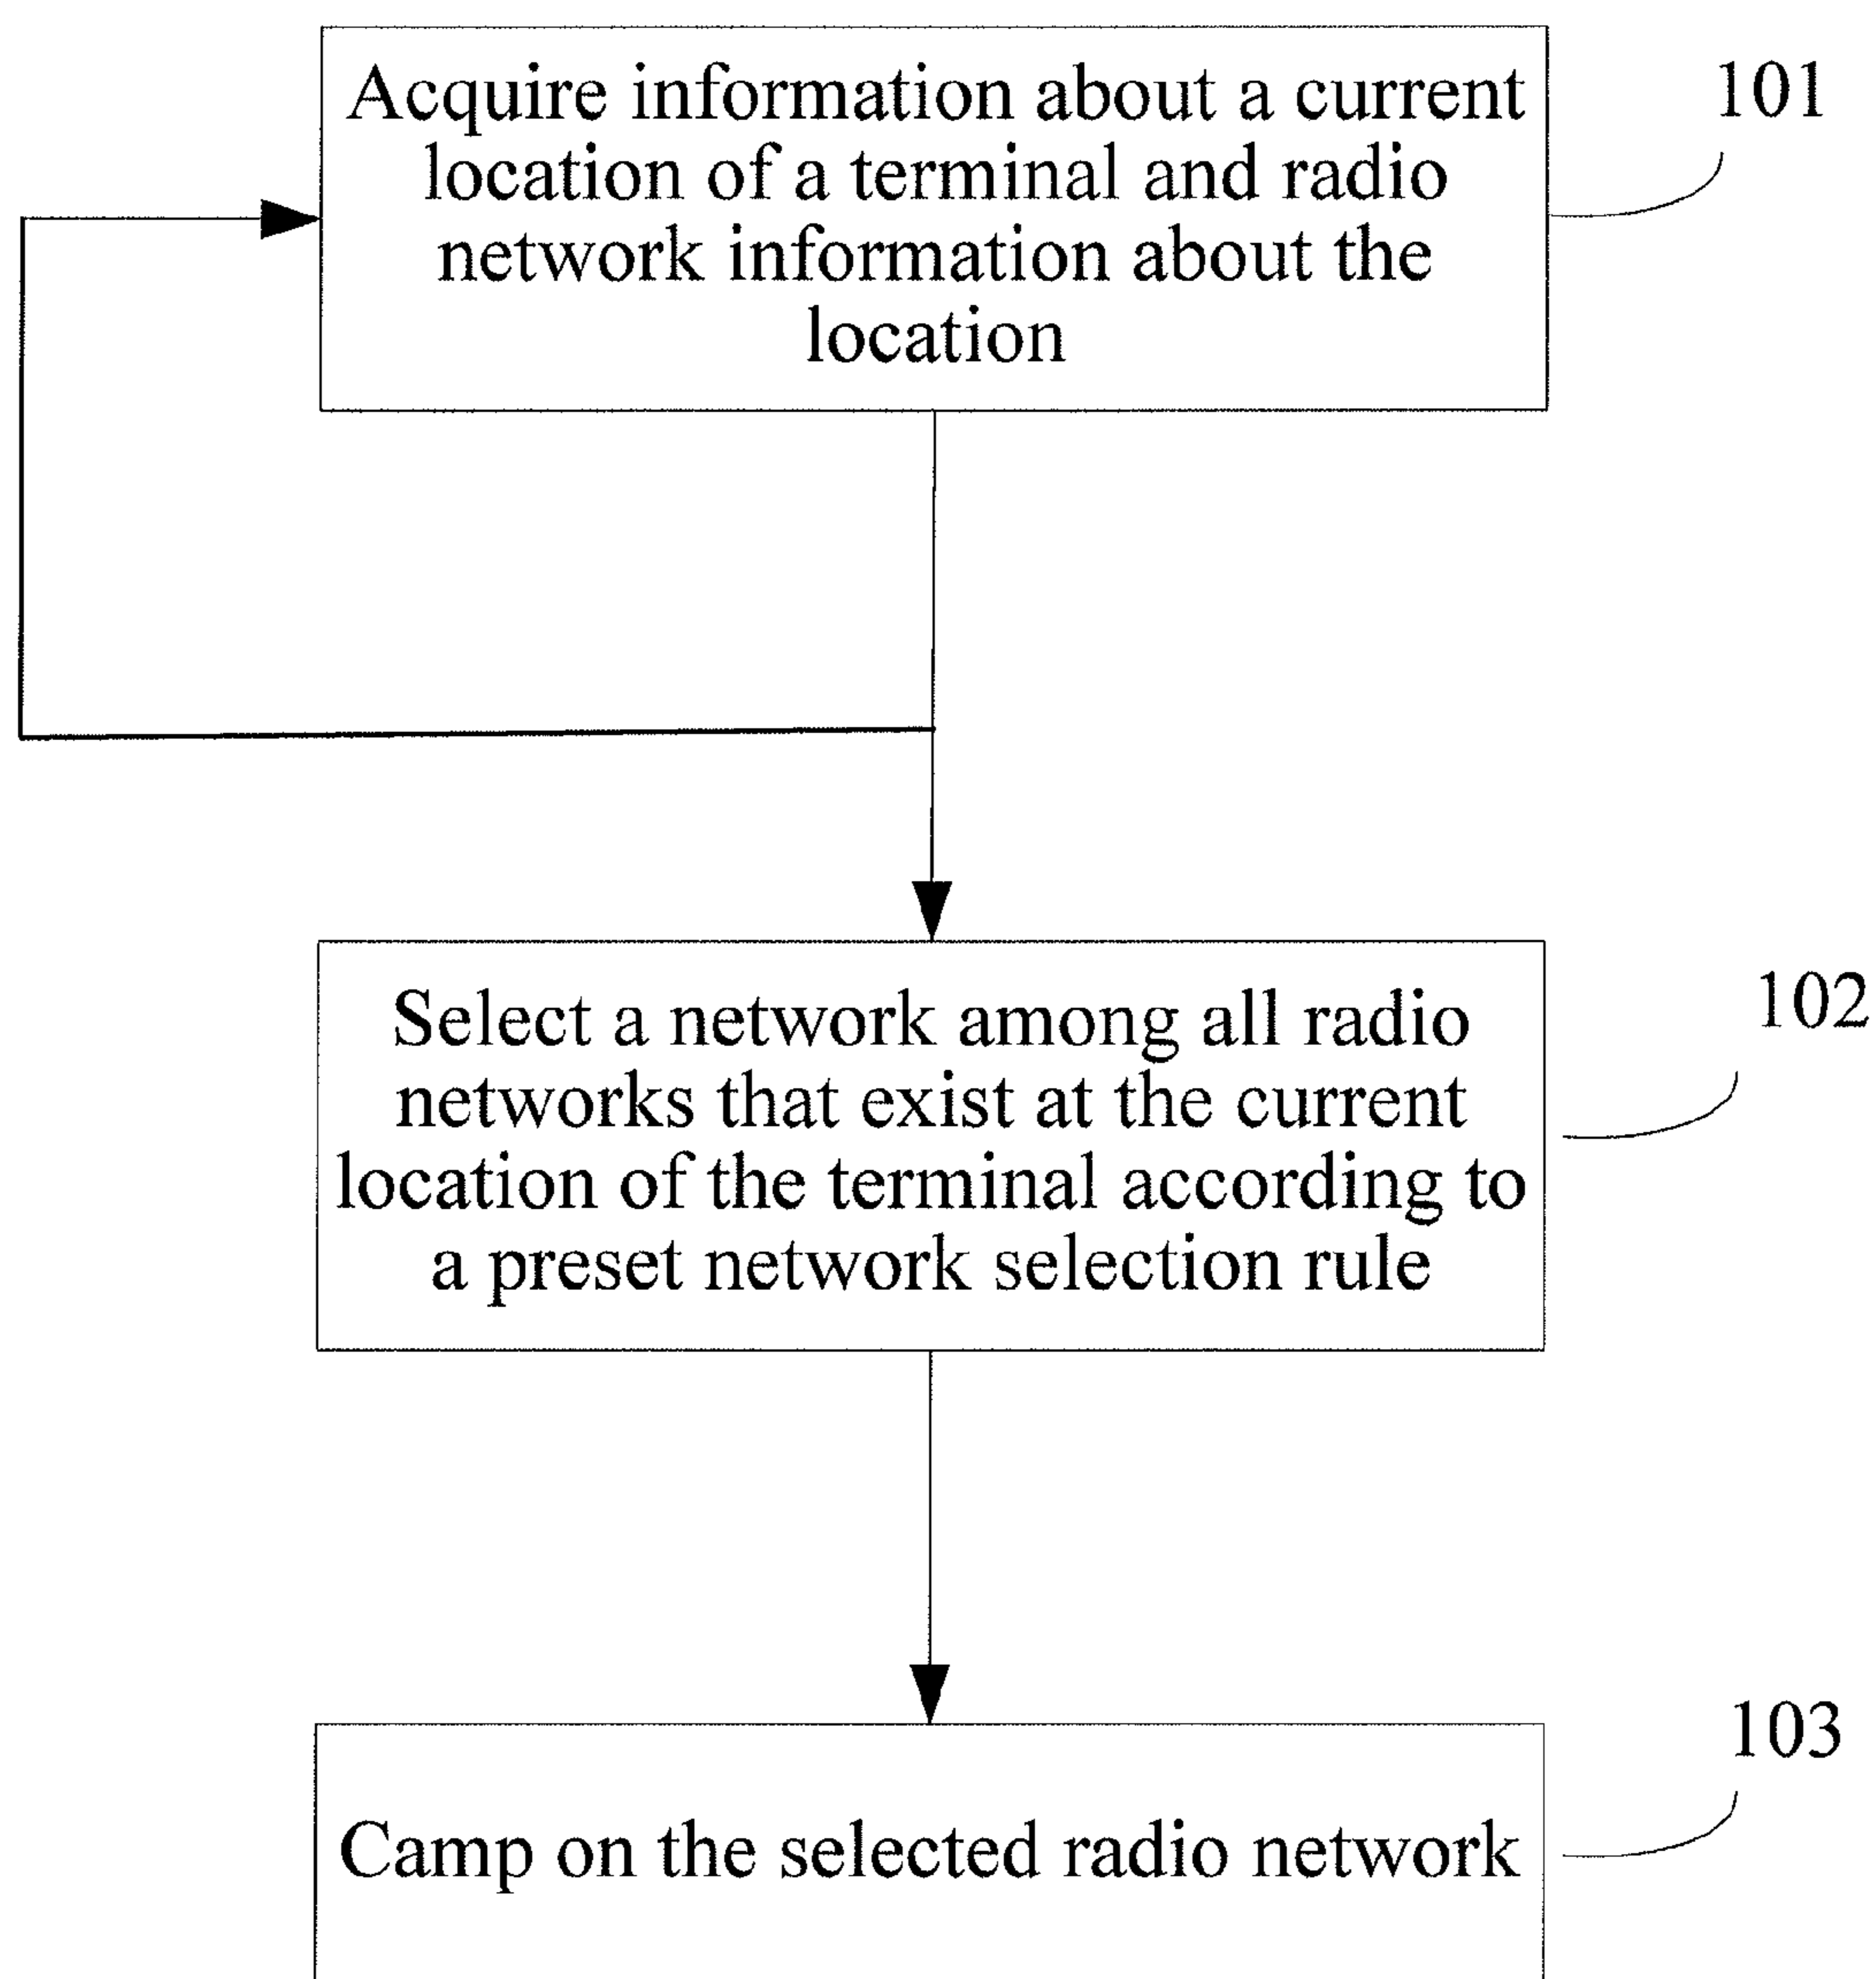 Acquire information about a current
location of a terminal and radio
network information about the
location
101
Select a network among all radio
networks that exist at the current
location of the terminal according to
a preset network selection rule
102
Camp on the selected radio network
103